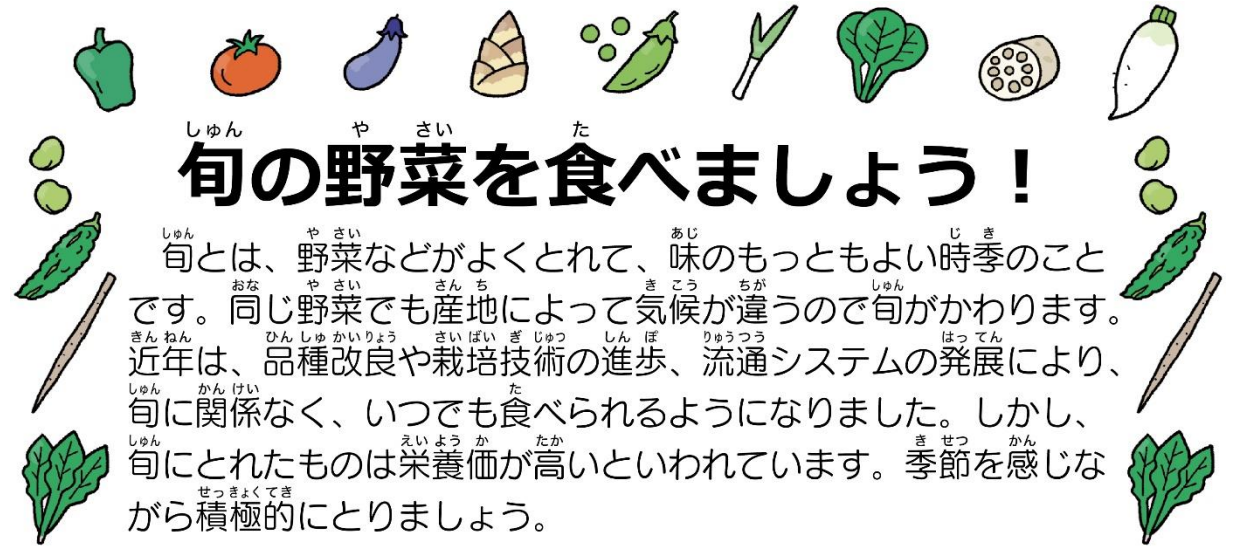 旬の野菜を食べましょう！
旬とは、野菜などがよくとれて、味のもっともよい時季のこと
です。同じ野菜でも産地によって気候が違うので旬がかわります。
近年は、品種改良や栽培技術の進歩、流通システムの発展により、
旬に関係なく、いつでも食べられるようになりました。しかし、
旬にとれたものは栄養価が高いといわれています。季節を感じな
がら積極的にとりましょう。